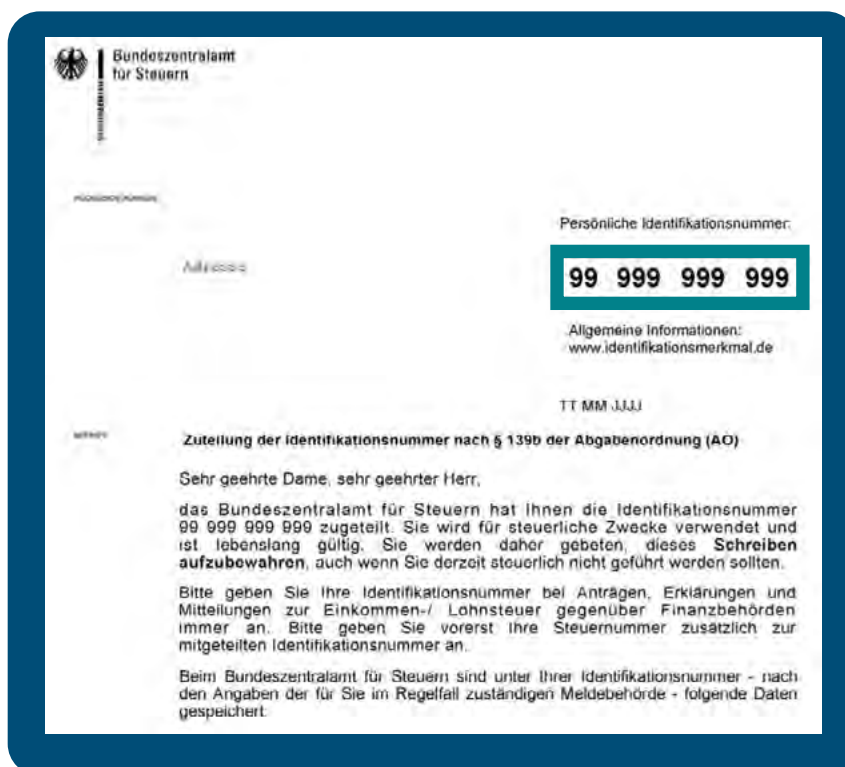 Bundeszentralamt
für Steuern
Persönliche Identifikationsnummer:
Adresse
99 999 999 999
Allgemeine Informationen:
www.identifikationsmerkmal.de
TT MM JJJJ
Zuteilung der Identifikationsnummer nach § 139b der Abgabenordnung (AO)
Sehr geehrte Dame, sehr geehrter Herr,
das Bundeszentralamt für Steuern hat Ihnen die Identifikationsnummer
99 999 999 999 zugeteilt. Sie wird für steuerliche Zwecke verwendet und
ist lebenslang gültig. Sie werden daher gebeten, dieses Schreiben
aufzubewahren, auch wenn Sie derzeit steuerlich nicht geführt werden sollten.
Bitte geben Sie Ihre Identifikationsnummer bei Anträgen, Erklärungen und
Mitteilungen zur Einkommen-/ Lohnsteuer gegenüber Finanzbehörden
immer an. Bitte geben Sie vorerst Ihre Steuernummer zusätzlich zur
mitgeteilten Identifikationsnummer an.
Beim Bundeszentralamt für Steuern sind unter Ihrer Identifikationsnummer - nach
den Angaben der für Sie im Regelfall zuständigen Meldebehörde - folgende Daten
gespeichert: